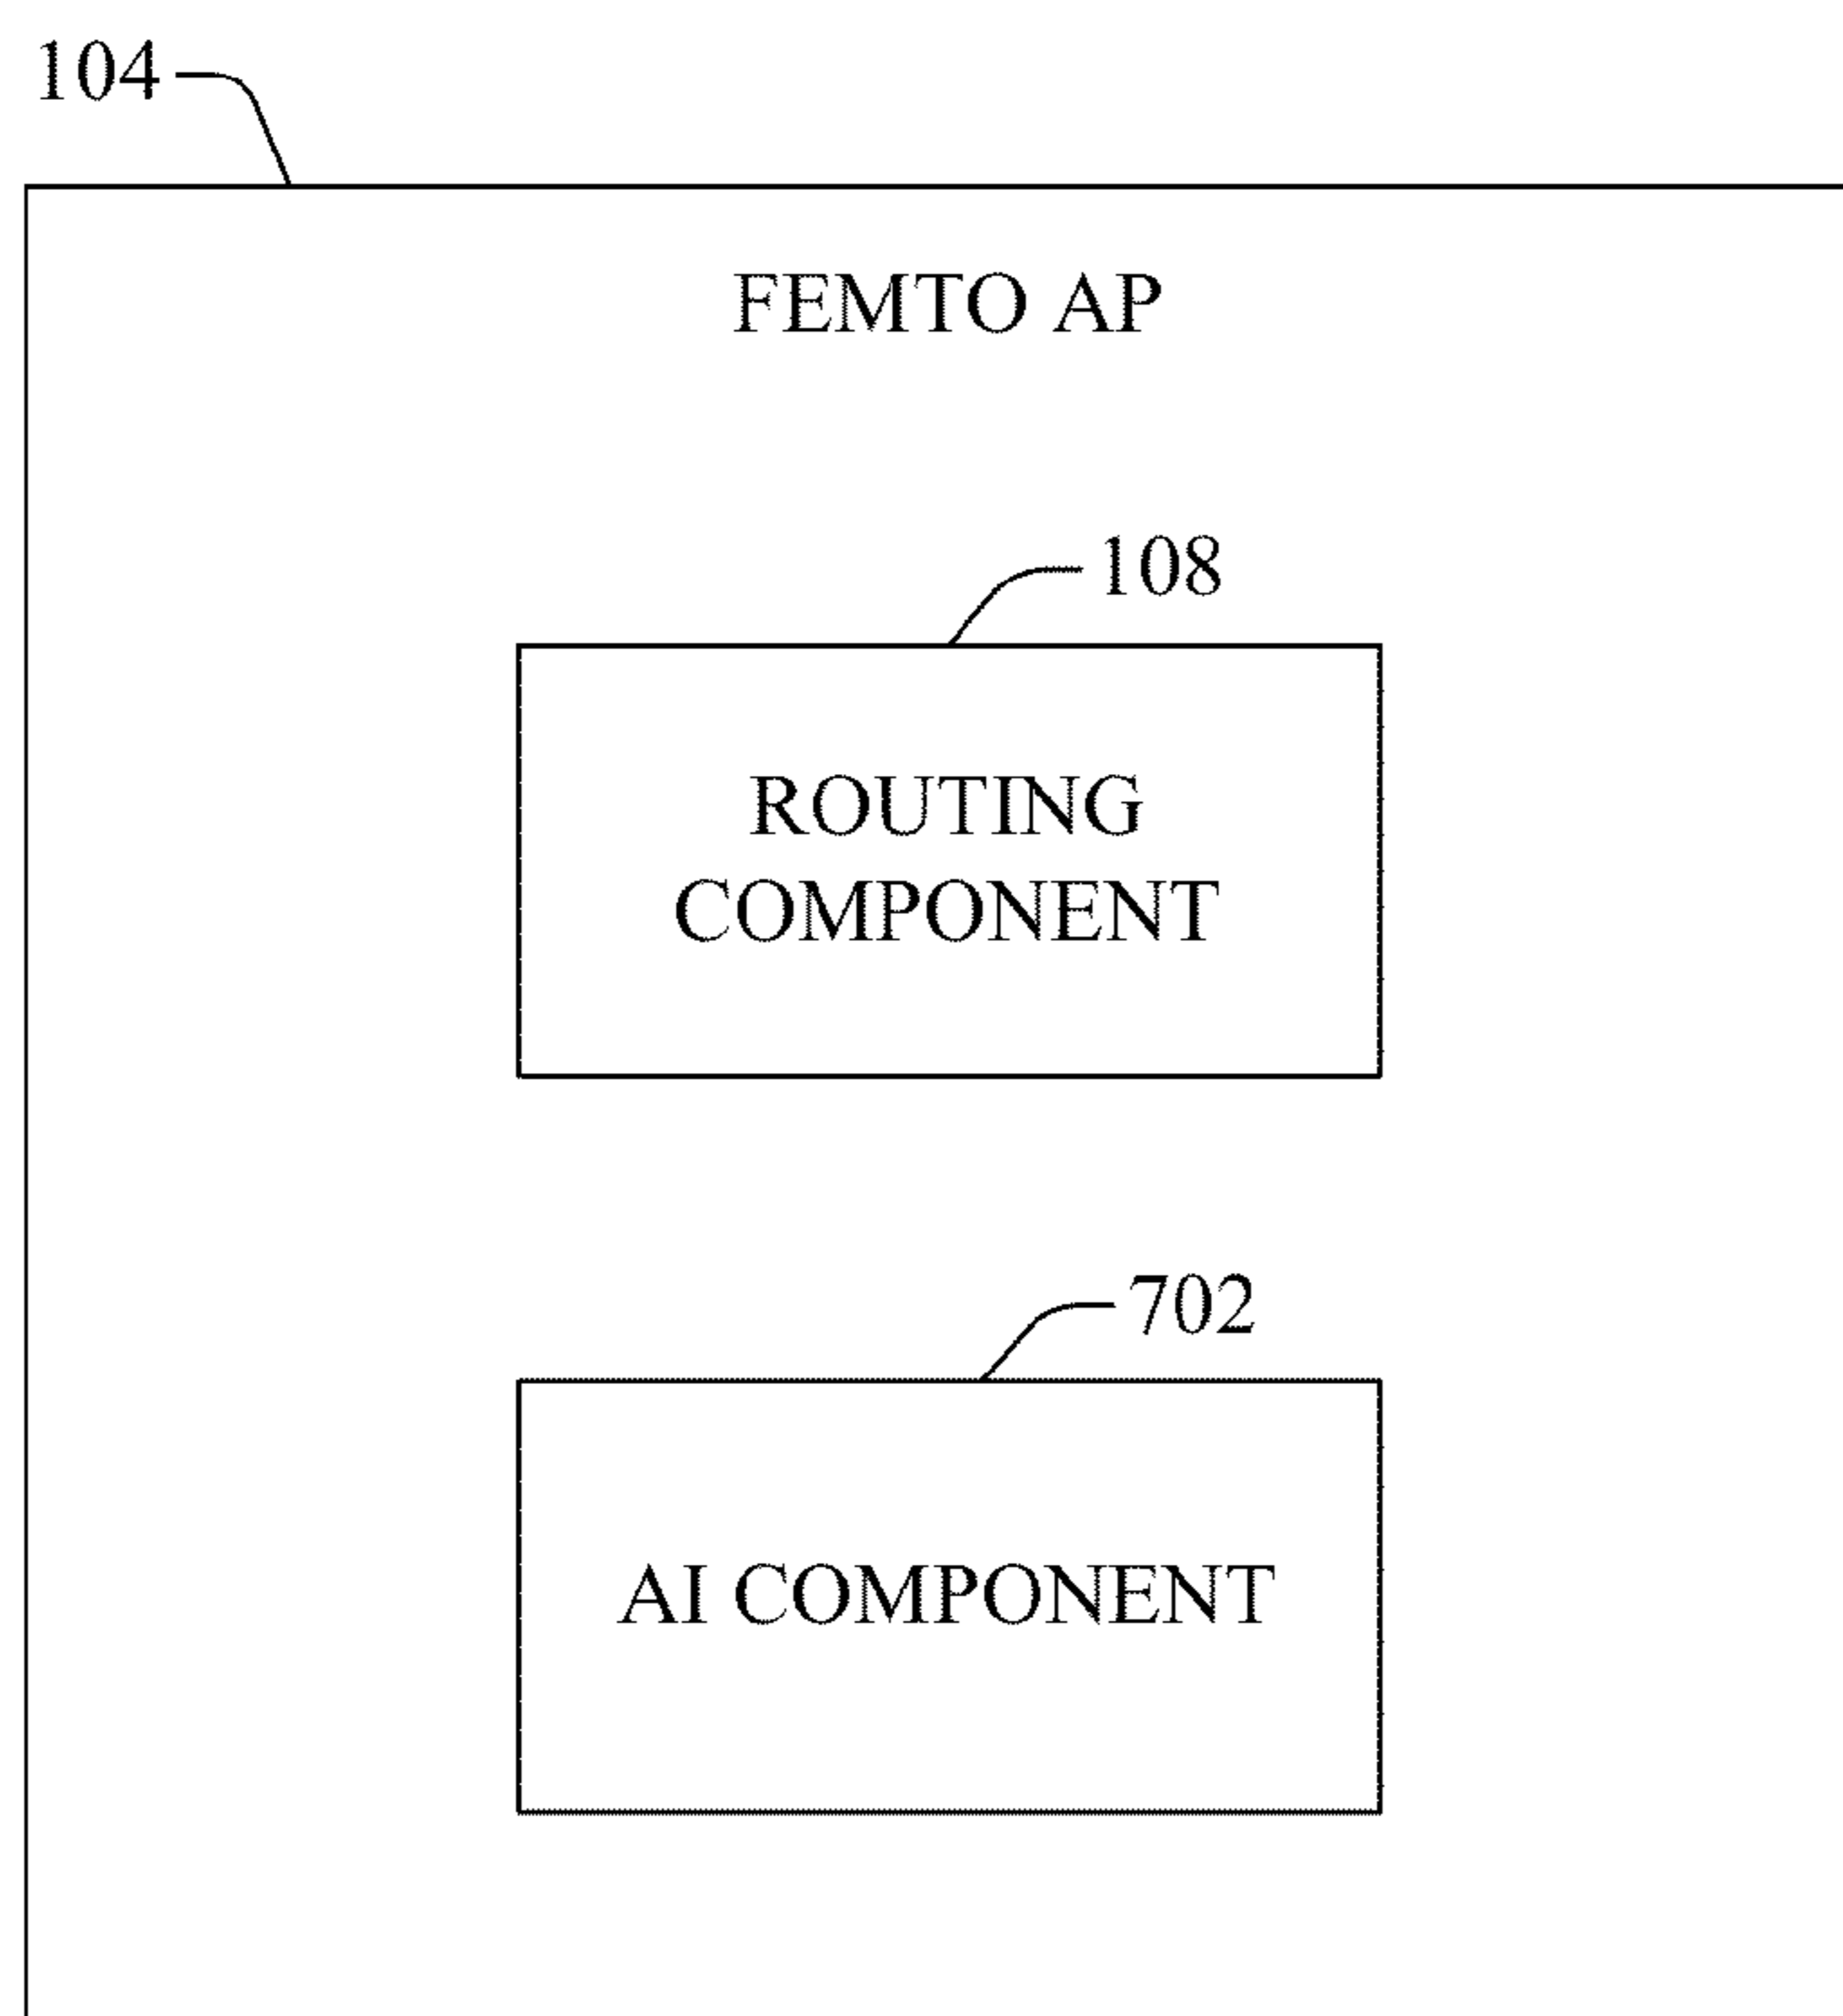 104
FEMTO AP
108
ROUTING
COMPONENT
702
AI COMPONENT